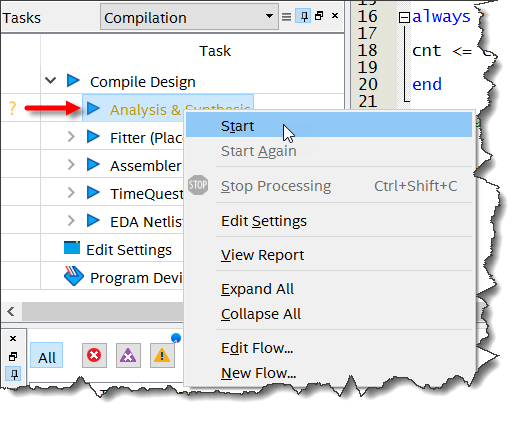 Tasks
Compilation
Task
Compile Design
? Analysis & Synthesis
Fitter (Plac
Assembler
TimeQuest
EDA Netlis
Edit Settings
Program Devi
All
Start
Start Again
STOP Stop Processing Ctrl+Shift+C
Edit Settings
View Report
Expand All
Collapse All
Edit Flow...
New Flow...
16 always
17
18 cnt <=
19
20 end
21